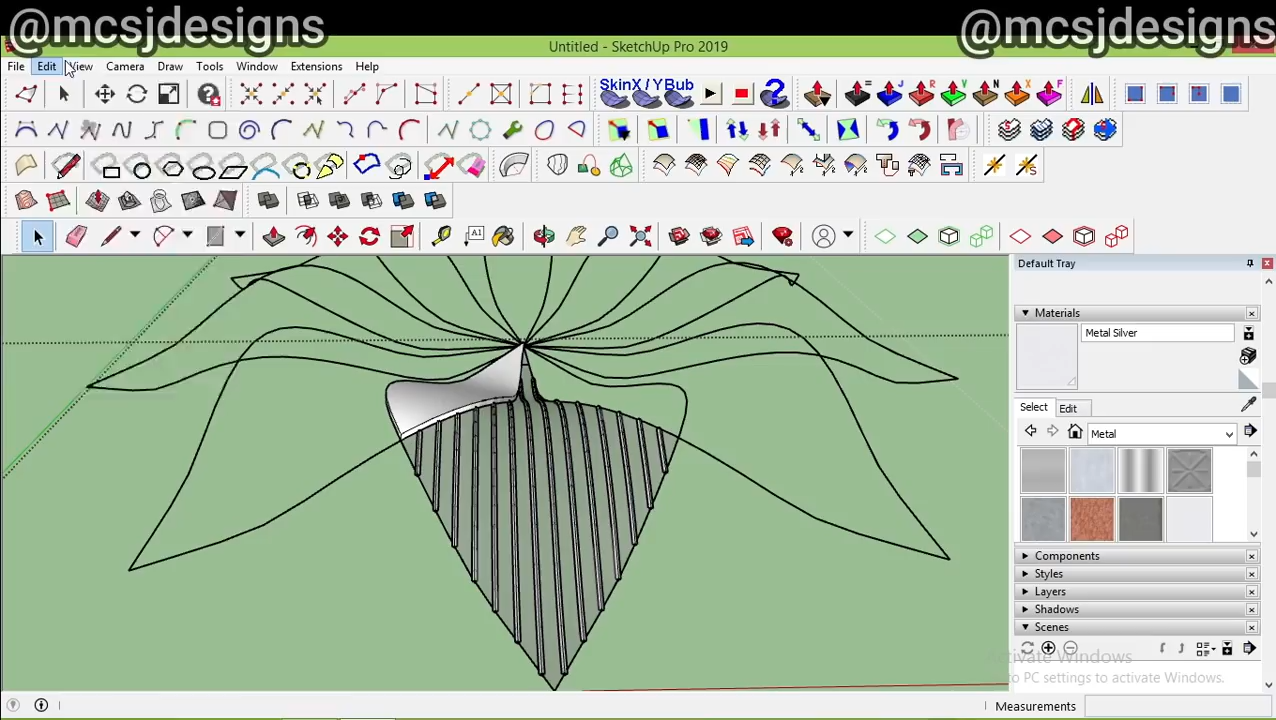 @mcsjdesigns @mcsjdesigns
Untitled - SketchUp Pro 2019
File Edit View Camera Draw Tools Window Extensions Help
SkinX / YBub
= J R V N X F
S
A1
Default Tray
Materials
Metal Silver
Select Edit
Metal
Components
Styles
Layers
Shadows
Scenes
Activate Windows
to PC settings to activate Windows.
Measurements